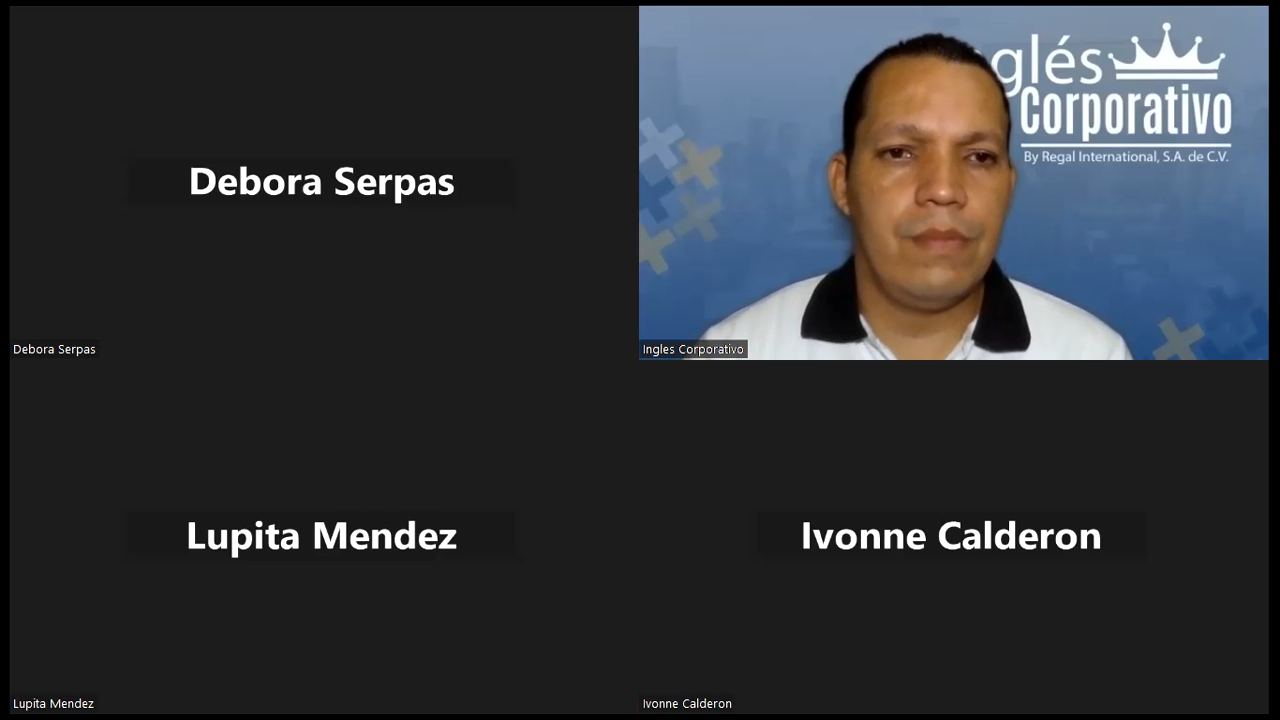 Debora Serpas
glés
Corporativo
By Regal International, S.A. de C.V.
Debora Serpas
Ingles Corporativo
Lupita Mendez
Ivonne Calderon
Lupita Mendez
Ivonne Calderon